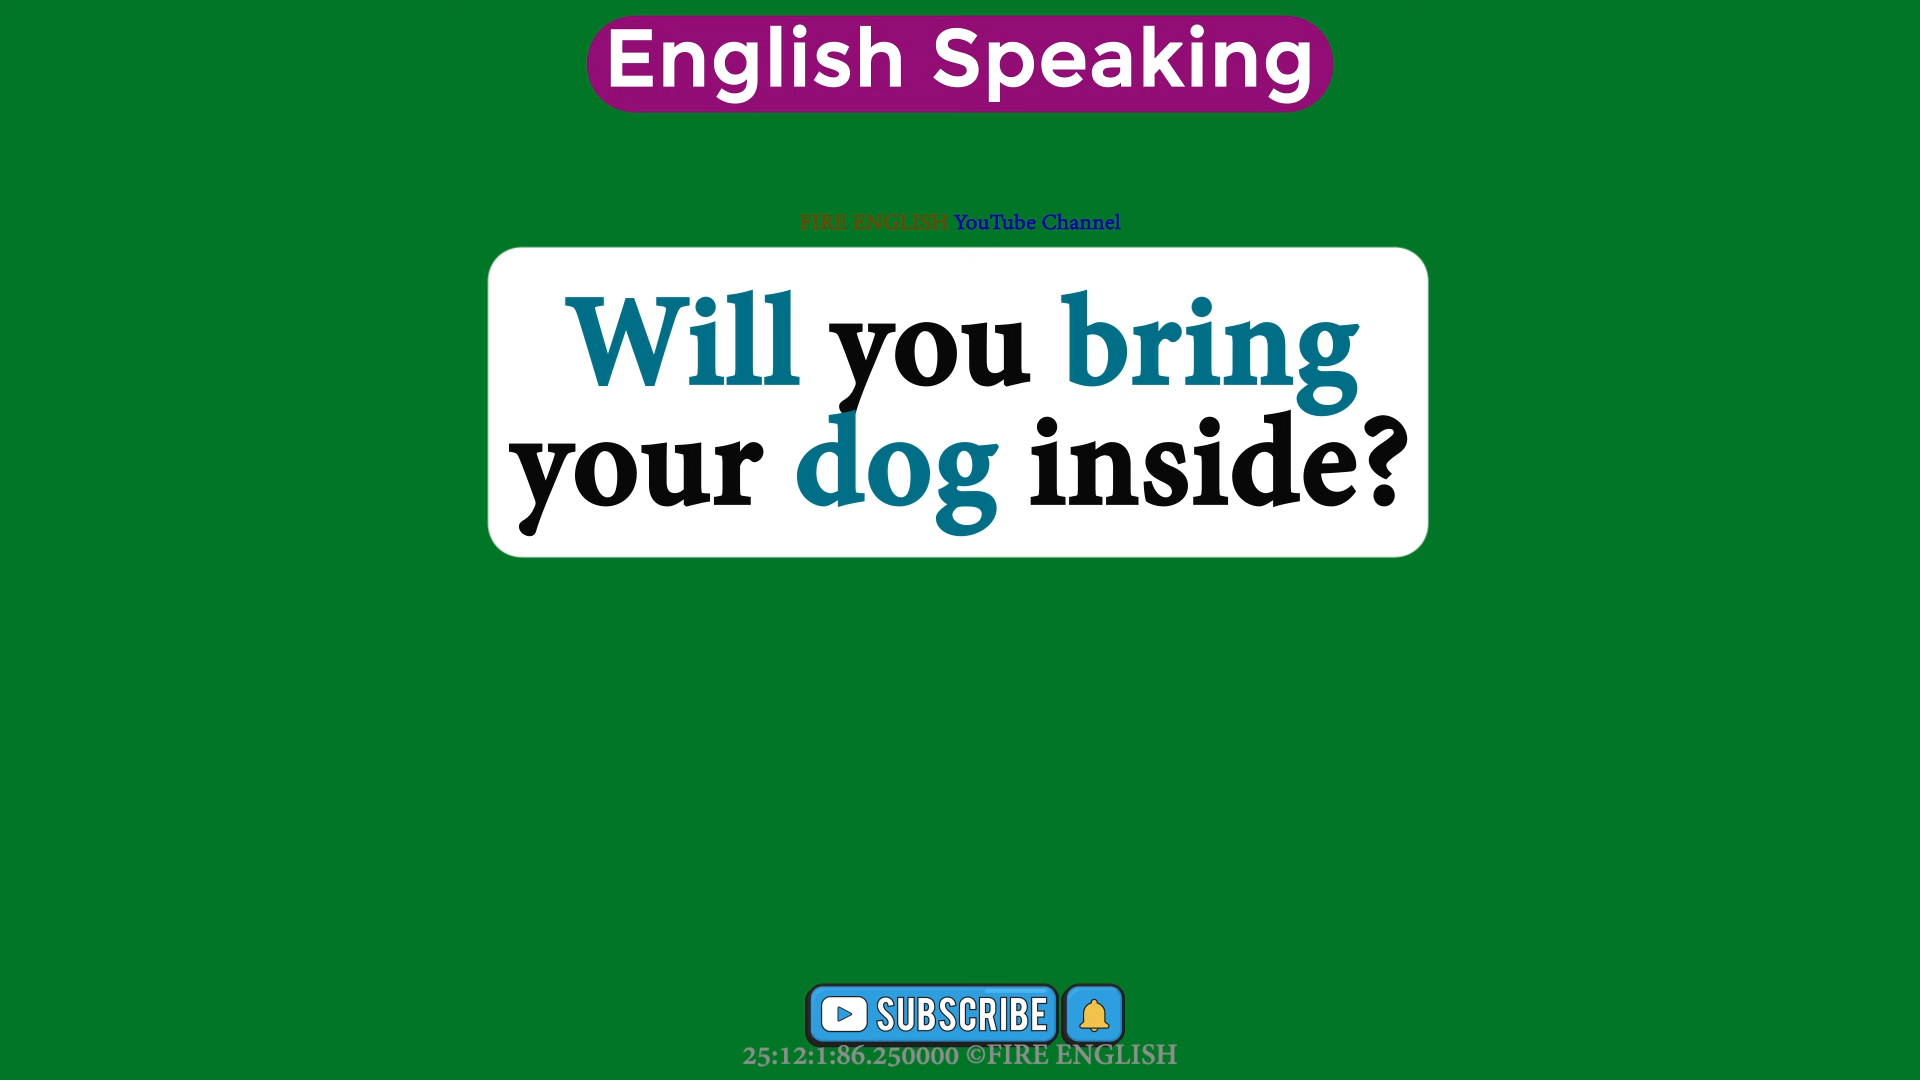 English Speaking
FIRE ENGLISH YouTube Channel
Will you bring
your dog inside?
SUBSCRIBE
25:12:1:86.250000 ©FIRE ENGLISH